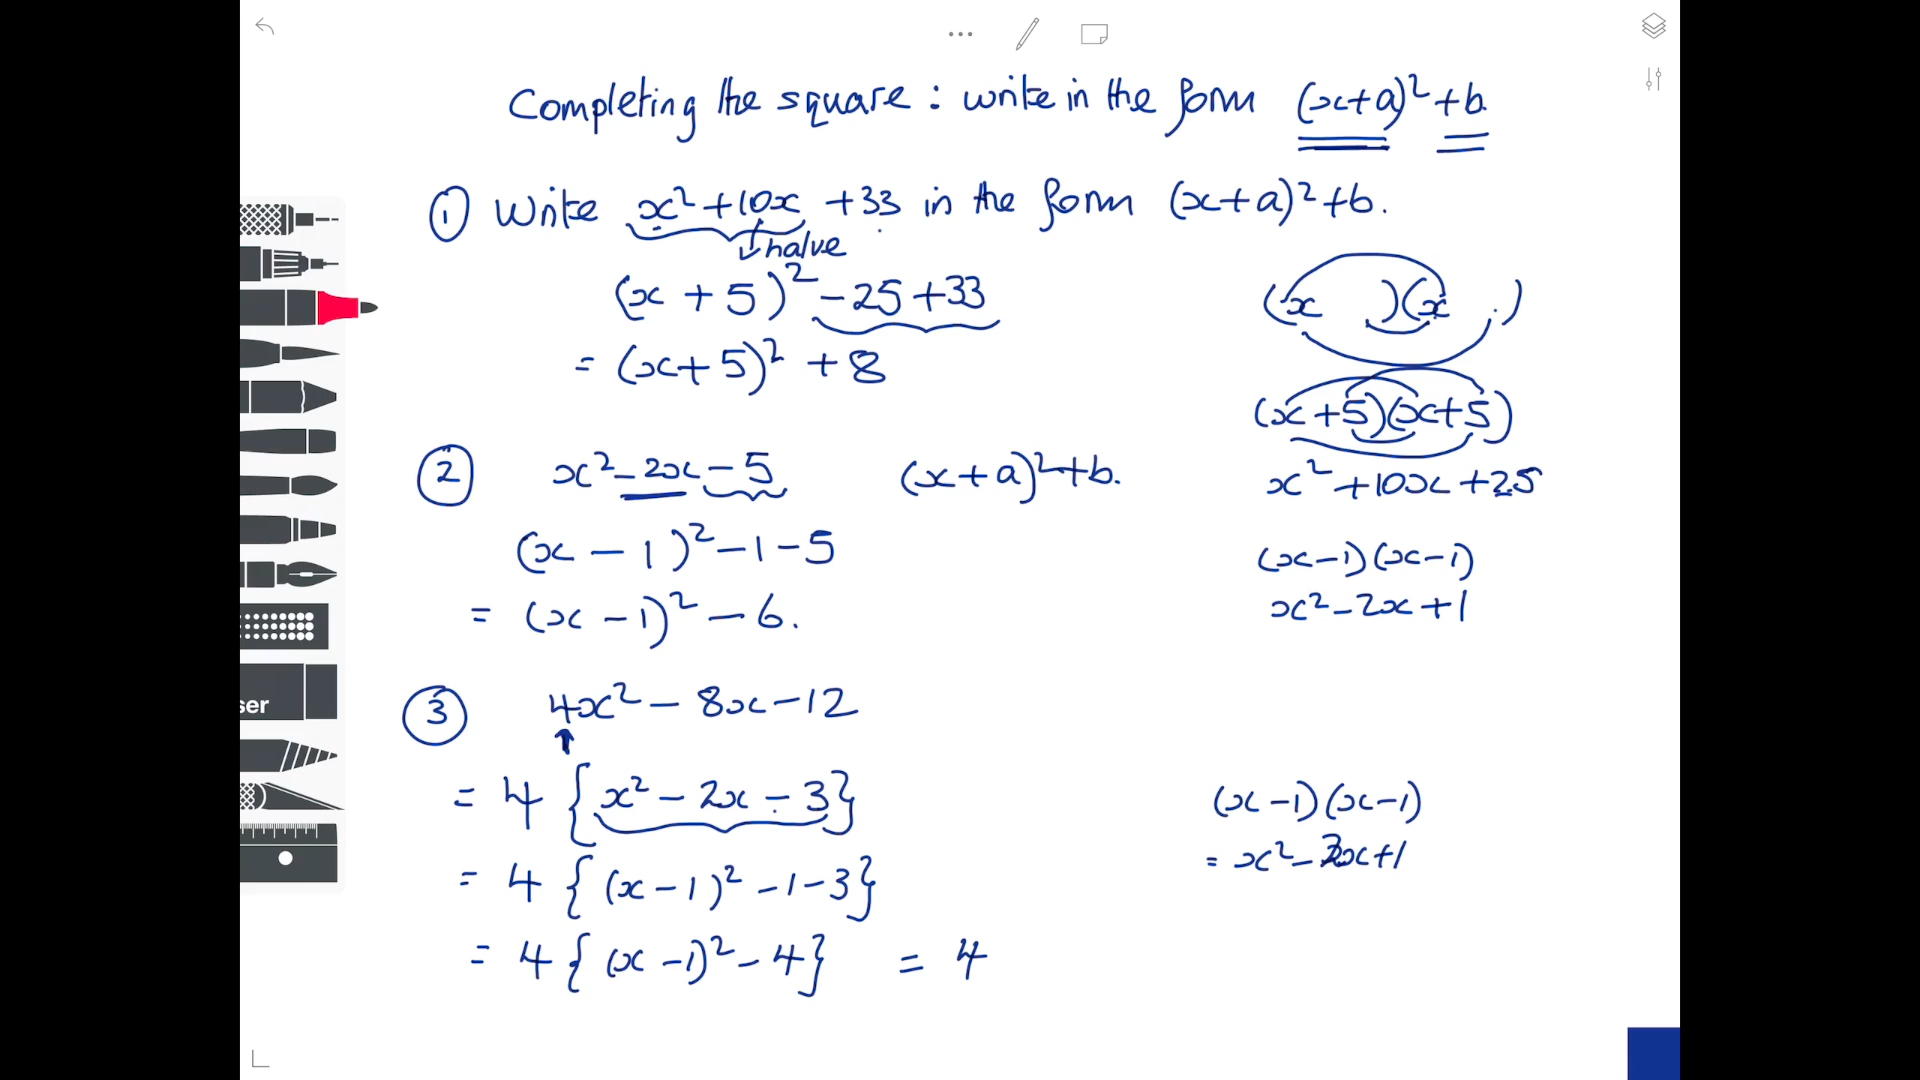 Completing the square : write in the form (x+a)²+b
① Write x²+10x+33 in the form (x+a)²+b.
halve
(x+5)²-25+33
= (x+5)²+8
(x )(x )
(x+5)(x+5)
x²+10x+25
② x²-2x-5 (x+a)²+b.
(x-1)²-1-5
= (x-1)²-6.
(x-1)(x-1)
x²-2x+1
③ 4x²-8x-12
= 4{x²-2x-3}
= 4{(x-1)²-1-3}
= 4{(x-1)²-4} = 4
(x-1)(x-1)
= x²-2x+1
ser